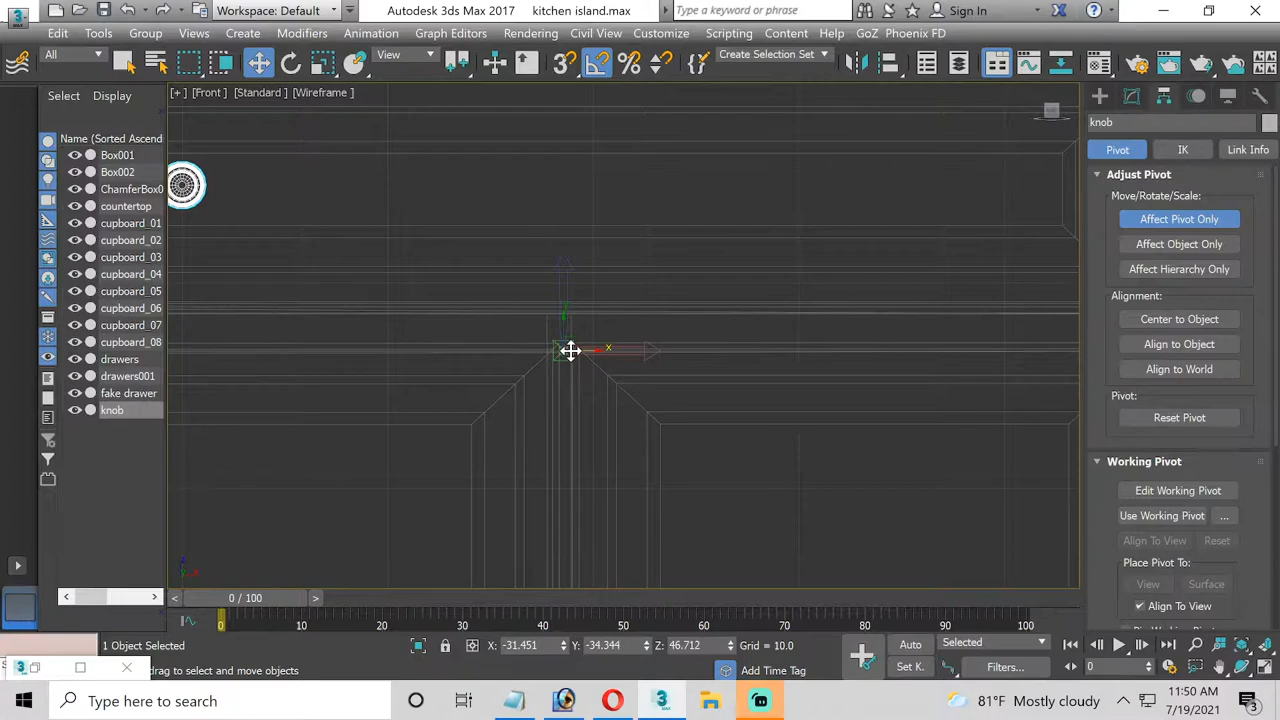 Workspace: Default
Autodesk 3ds Max 2017 kitchen island.max
Type a keyword or phrase
Sign In
Edit Tools Group Views Create Modifiers Animation Graph Editors Rendering Civil View Customize Scripting Content Help GoZ Phoenix FD
All
View
Create Selection Set
Select Display
[+] [Front] [Standard] [Wireframe]
Name (Sorted Ascend
Box001
Box002
ChamferBox0
countertop
cupboard_01
cupboard_02
cupboard_03
cupboard_04
cupboard_05
cupboard_06
cupboard_07
cupboard_08
drawers
drawers001
fake drawer
knob
x
z
x
knob
Pivot IK Link Info
Adjust Pivot
Move/Rotate/Scale:
Affect Pivot Only
Affect Object Only
Affect Hierarchy Only
Alignment:
Center to Object
Align to Object
Align to World
Pivot:
Reset Pivot
Working Pivot
Edit Working Pivot
Use Working Pivot ...
Align To View Reset
Place Pivot To:
View Surface
Align To View
0 / 100
0 20 40 60 80 100
1 Object Selected
X: -31.451 Y: -34.344 Z: 46.712 Grid = 10.0
Auto Selected
drag to select and move objects
Add Time Tag
Set K. Filters...
0
Type here to search
81°F Mostly cloudy
11:50 AM
7/19/2021
3